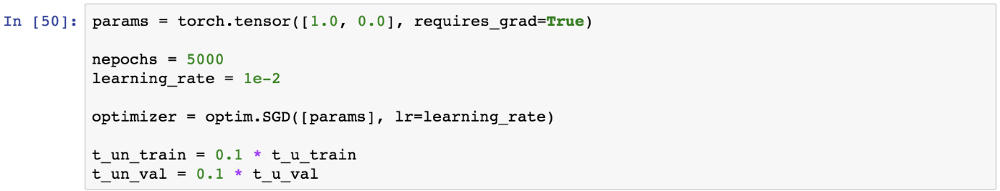 In [50]: params = torch.tensor([1.0, 0.0], requires_grad=True)
nepochs = 5000
learning_rate = 1e-2
optimizer = optim.SGD([params], lr=learning_rate)
t_un_train = 0.1 * t_u_train
t_un_val = 0.1 * t_u_val